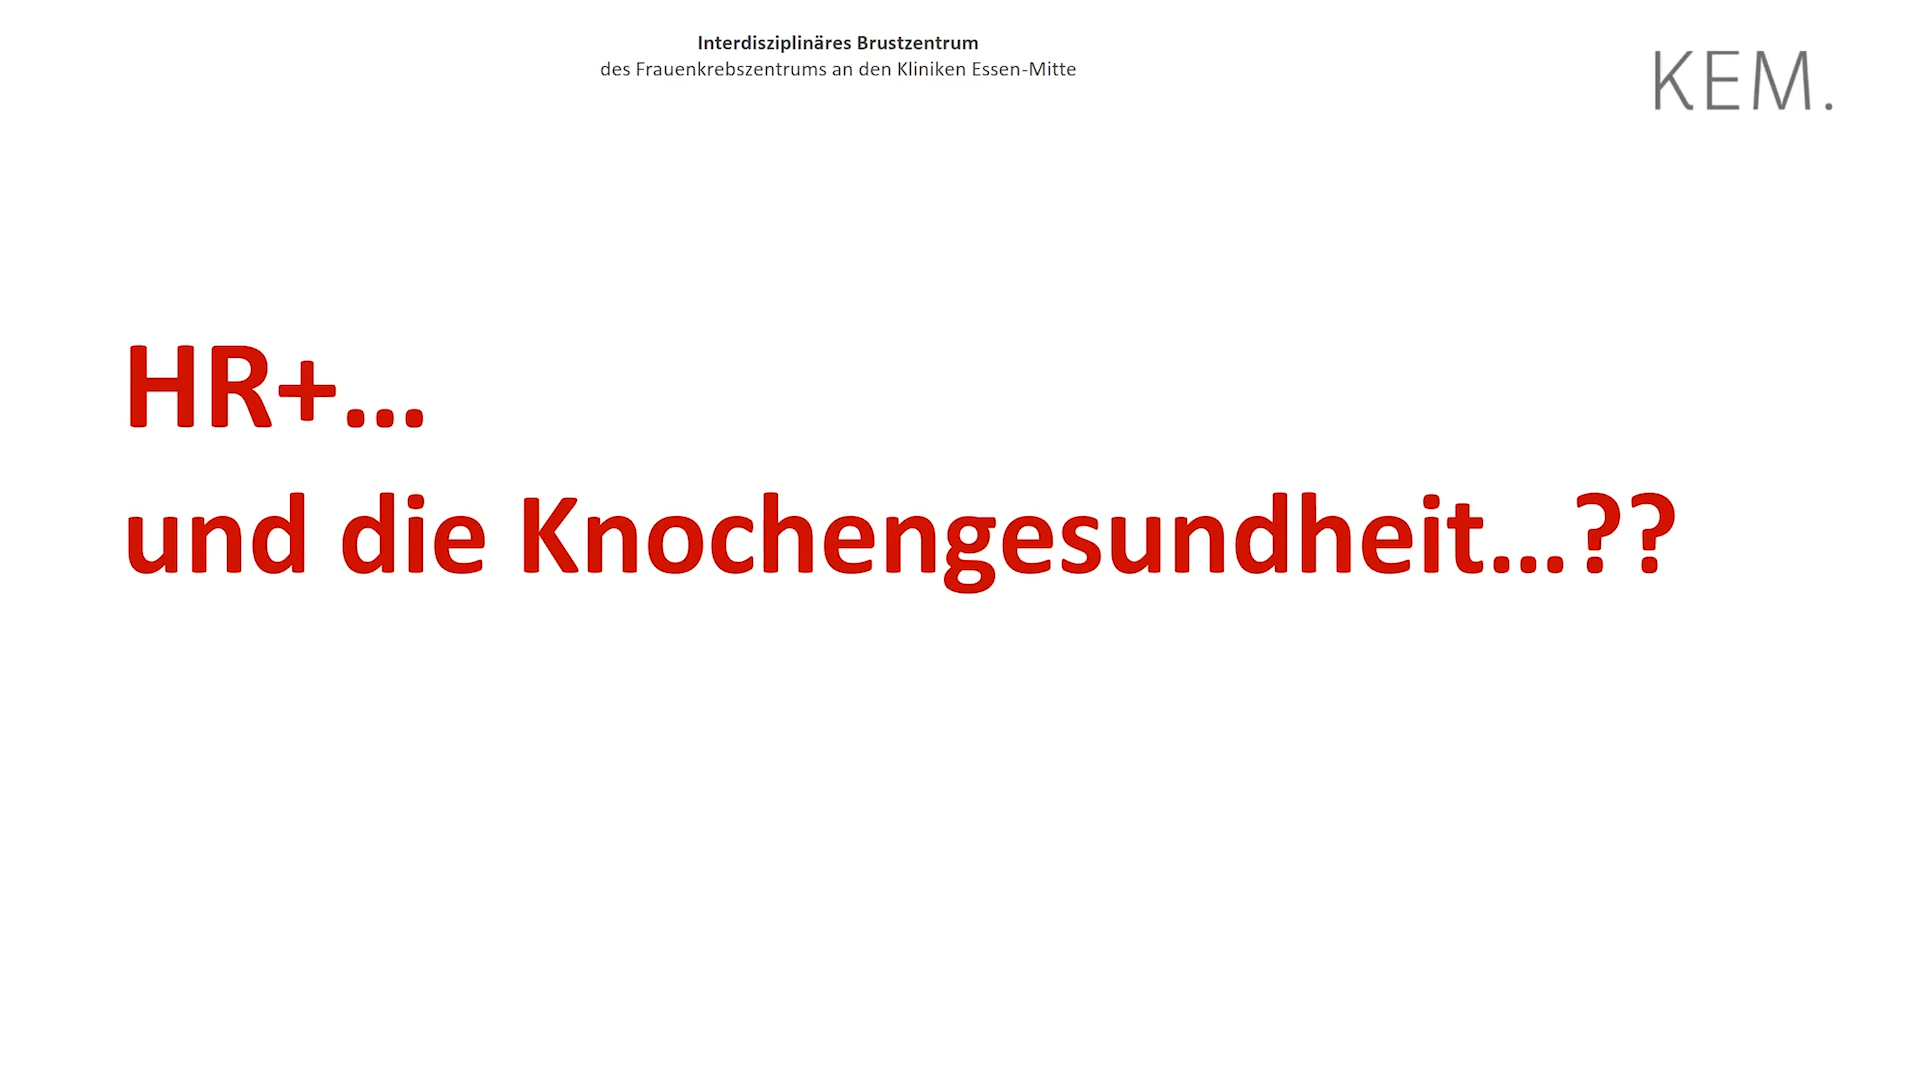 Interdisziplinäres Brustzentrum
des Frauenkrebszentrums an den Kliniken Essen-Mitte
KEM.
HR+...
und die Knochengesundheit...??